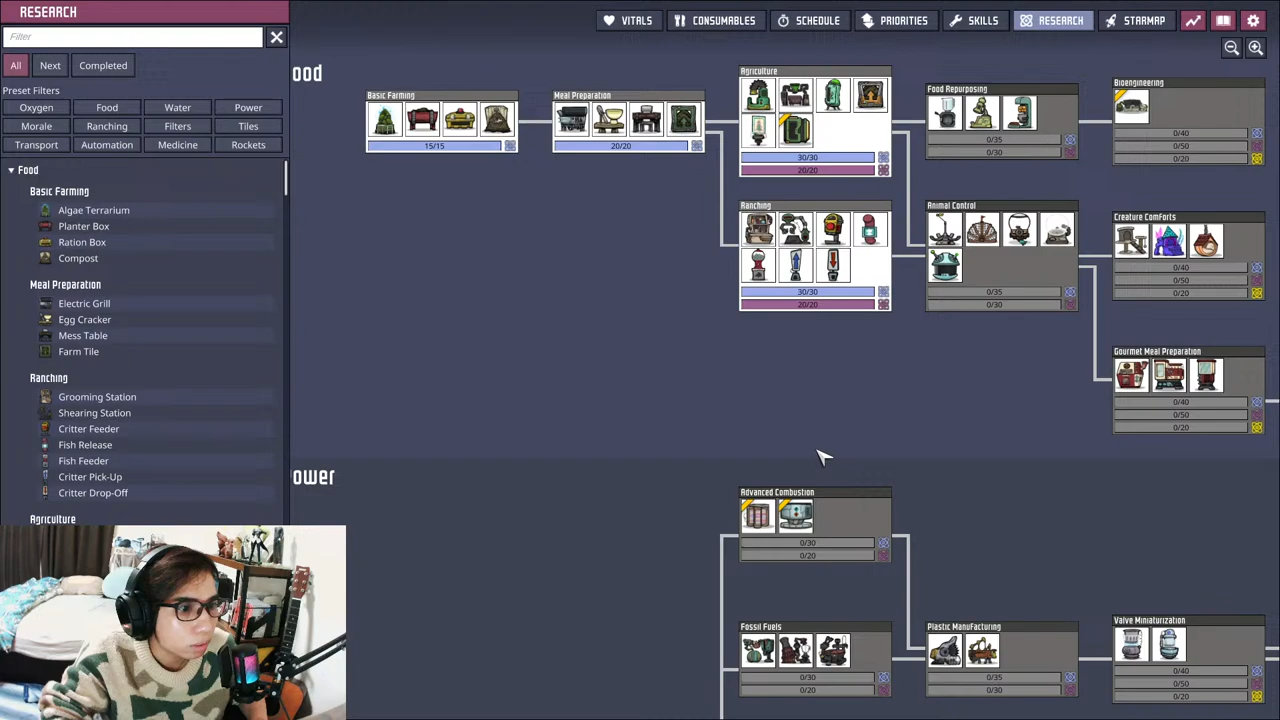 RESEARCH
VITALS
CONSUMABLES
SCHEDULE
PRIORITIES
SKILLS
RESEARCH
STARMAP
Filter
All
Next
Completed
Preset Filters
Oxygen
Food
Water
Power
Morale
Ranching
Filters
Tiles
Transport
Automation
Medicine
Rockets
Food
Basic Farming
Algae Terrarium
Planter Box
Ration Box
Compost
Meal Preparation
Electric Grill
Egg Cracker
Mess Table
Farm Tile
Ranching
Grooming Station
Shearing Station
Critter Feeder
Fish Release
Fish Feeder
Critter Pick-Up
Critter Drop-Off
Agriculture
ood
Basic Farming
15/15
Meal Preparation
20/20
Agriculture
30/30
20/20
Food Repurposing
0/35
0/30
Bioengineering
0/40
0/50
0/20
Ranching
30/30
20/20
Animal Control
0/35
0/30
Creature Comforts
0/40
0/50
0/20
Gourmet Meal Preparation
0/40
0/50
0/20
ower
Advanced Combustion
0/30
0/20
Fossil Fuels
0/30
0/20
Plastic Manufacturing
0/35
0/30
Valve Miniaturization
0/40
0/50
0/20